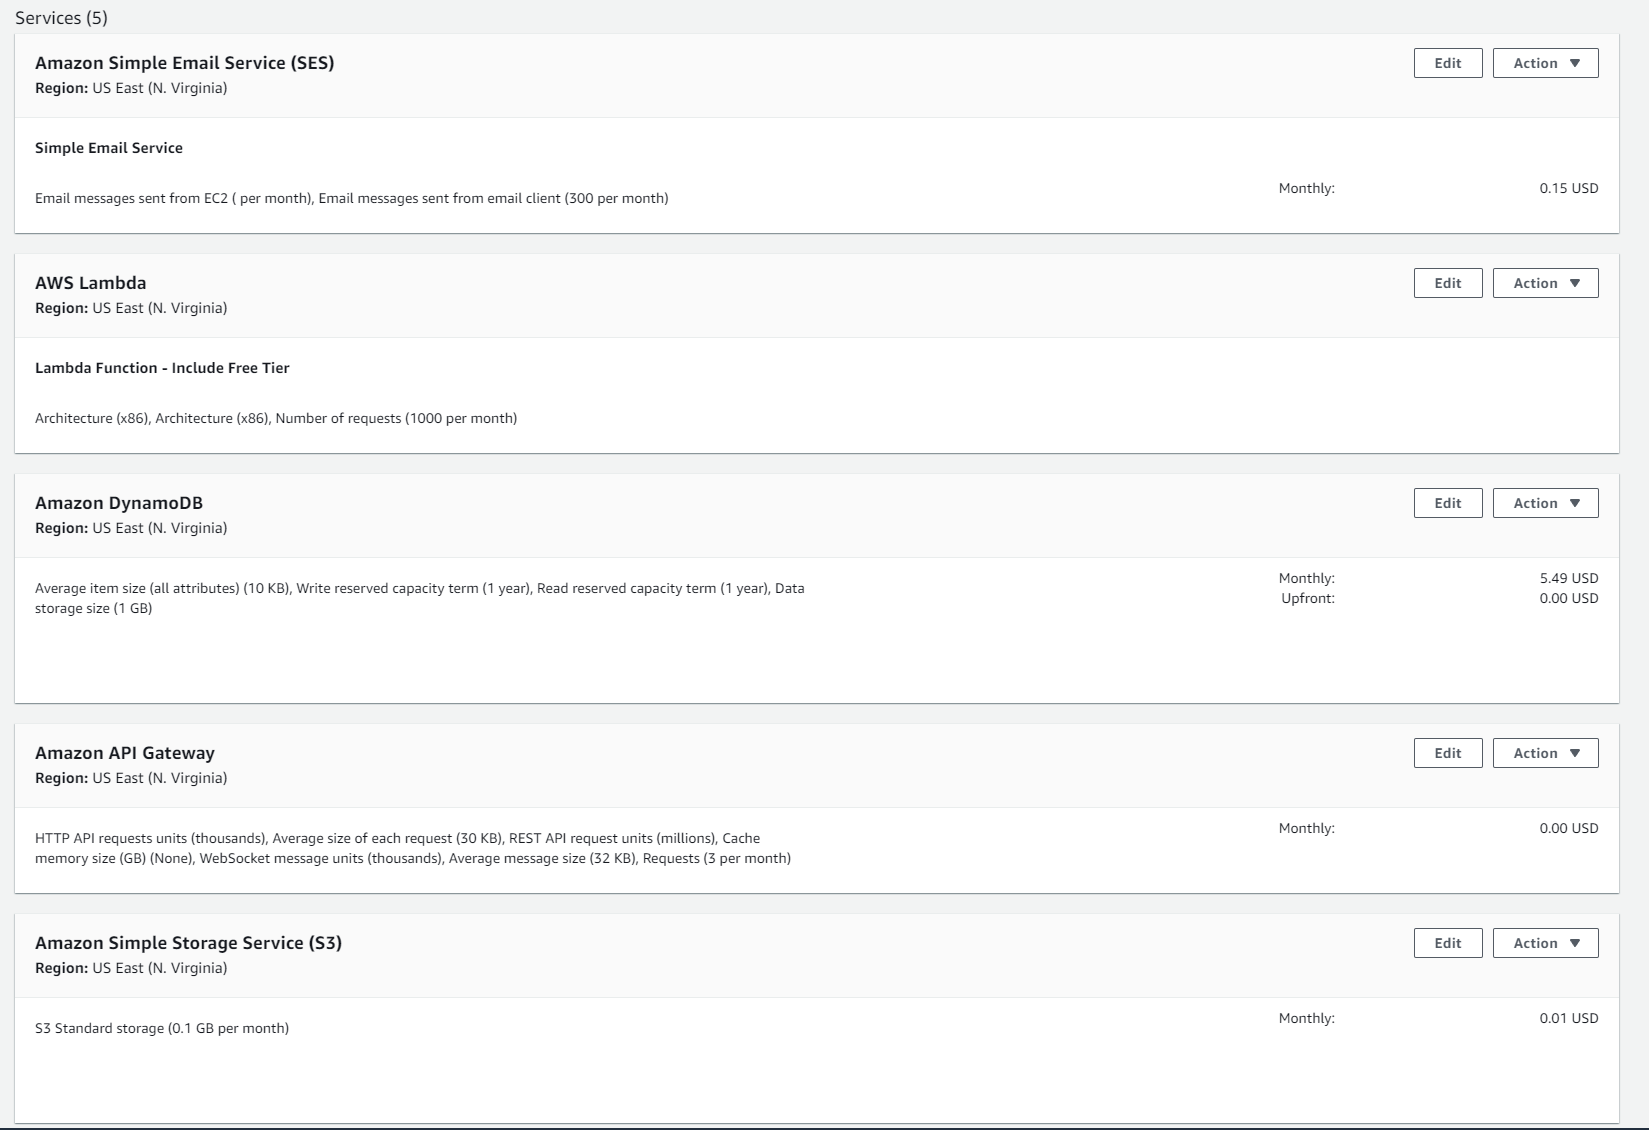 Services (5)
Amazon Simple Email Service (SES)
Edit
Action
Region: US East (N. Virginia)
Simple Email Service
Email messages sent from EC2 ( per month), Email messages sent from email client (300 per month)
Monthly: 0.15 USD
AWS Lambda
Edit
Action
Region: US East (N. Virginia)
Lambda Function - Include Free Tier
Architecture (x86), Architecture (x86), Number of requests (1000 per month)
Amazon DynamoDB
Edit
Action
Region: US East (N. Virginia)
Average item size (all attributes) (10 KB), Write reserved capacity term (1 year), Read reserved capacity term (1 year), Data
storage size (1 GB)
Monthly: 5.49 USD
Upfront: 0.00 USD
Amazon API Gateway
Edit
Action
Region: US East (N. Virginia)
HTTP API requests units (thousands), Average size of each request (30 KB), REST API request units (millions), Cache
memory size (GB) (None), WebSocket message units (thousands), Average message size (32 KB), Requests (3 per month)
Monthly: 0.00 USD
Amazon Simple Storage Service (S3)
Edit
Action
Region: US East (N. Virginia)
S3 Standard storage (0.1 GB per month)
Monthly: 0.01 USD